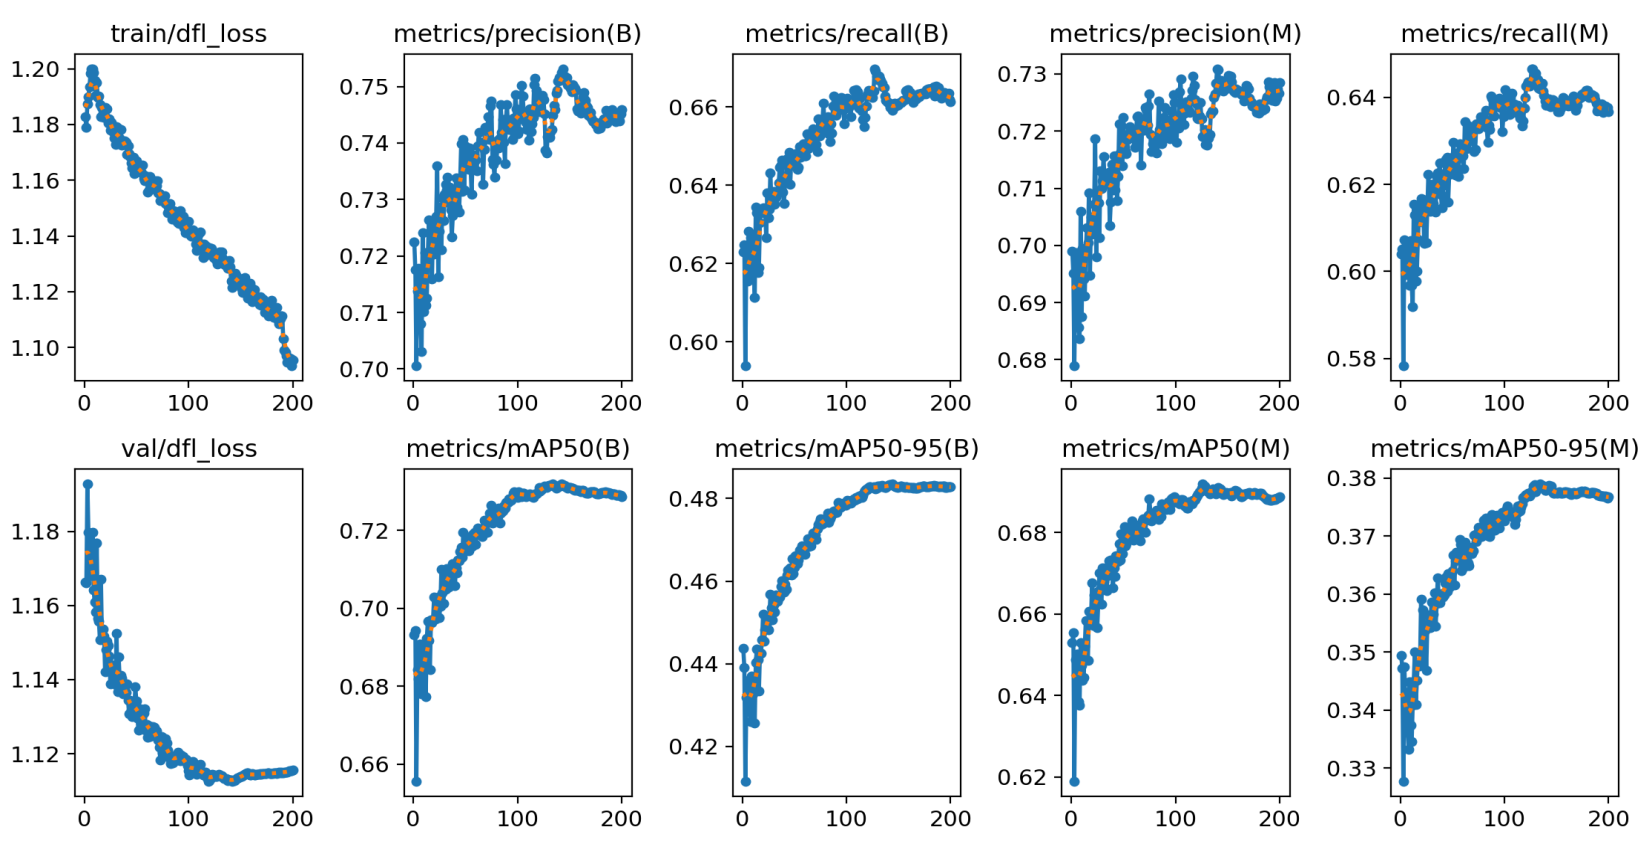 train/dfl_loss
metrics/precision(B)
metrics/recall(B)
metrics/precision(M)
metrics/recall(M)
1.20
1.18
1.16
1.14
1.12
1.10
0 100 200
0.75
0.74
0.73
0.72
0.71
0.70
0 100 200
0.66
0.64
0.62
0.60
0 100 200
0.73
0.72
0.71
0.70
0.69
0.68
0 100 200
0.64
0.62
0.60
0.58
0 100 200
val/dfl_loss
metrics/mAP50(B)
metrics/mAP50-95(B)
metrics/mAP50(M)
metrics/mAP50-95(M)
1.18
1.16
1.14
1.12
0 100 200
0.72
0.70
0.68
0.66
0 100 200
0.48
0.46
0.44
0.42
0 100 200
0.68
0.66
0.64
0.62
0 100 200
0.38
0.37
0.36
0.35
0.34
0.33
0 100 200